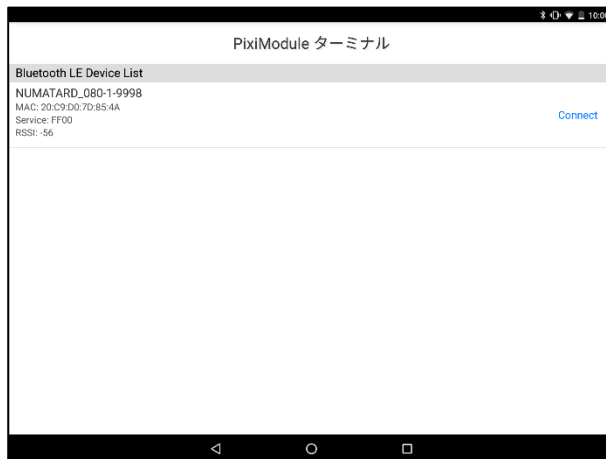 10:00
PixiModule ターミナル
Bluetooth LE Device List
NUMATARD_080-1-9998
MAC: 20:C9:D0:7D:85:4A
Service: FF00
RSSI: -56
Connect